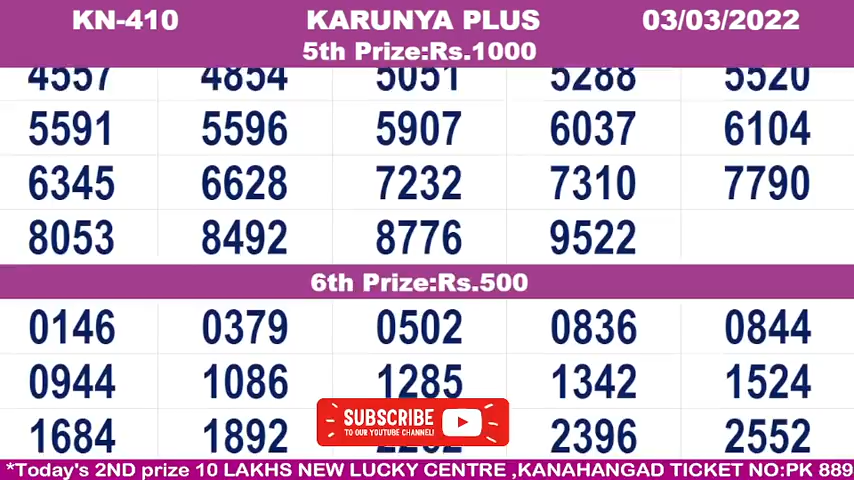 KN-410 KARUNYA PLUS 03/03/2022
5th Prize:Rs.1000
4557 4854 5051 5288 5520
5591 5596 5907 6037 6104
6345 6628 7232 7310 7790
8053 8492 8776 9522
6th Prize:Rs.500
0146 0379 0502 0836 0844
0944 1086 1285 1342 1524
1684 1892 2396 2552
SUBSCRIBE
TO OUR YOUTUBE CHANNEL!
*Today's 2ND prize 10 LAKHS NEW LUCKY CENTRE ,KANAHANGAD TICKET NO:PK 889